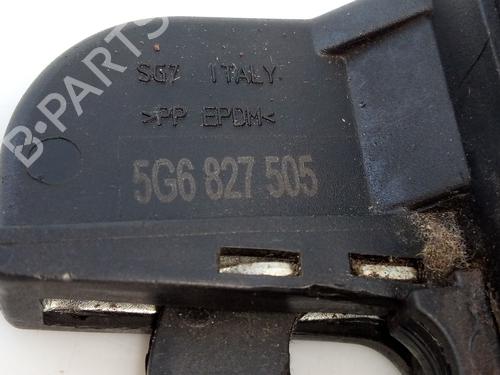 B-PARTS
SG7 ITALY
>PP EPDM<
5G6 827 505